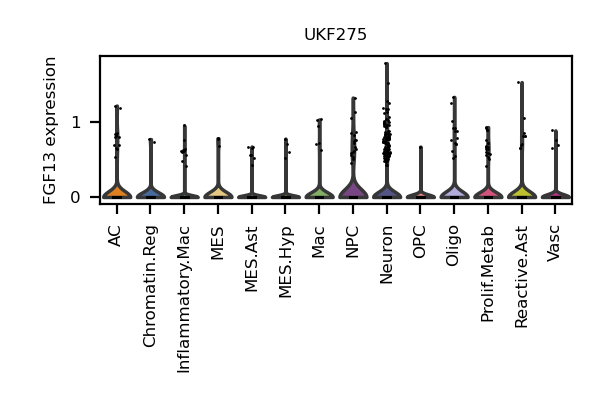 UKF275
FGF13 expression
1
0
AC
Chromatin.Reg
Inflammatory.Mac
MES
MES.Ast
MES.Hyp
Mac
NPC
Neuron
OPC
Oligo
Prolif.Metab
Reactive.Ast
Vasc